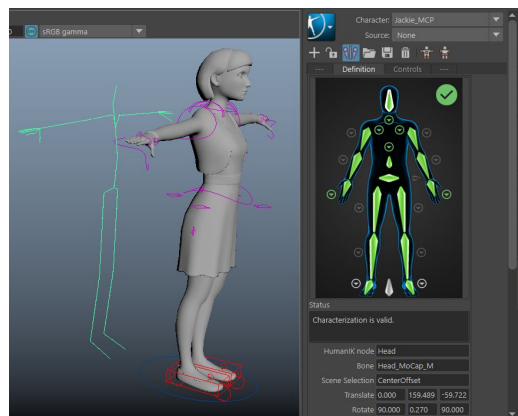 0
sRGB gamma
Character: Jackie_MCP
Source: None
--- Definition Controls ---
Status
Characterization is valid.
HumanIK node Head
Bone Head_MoCap_M
Scene Selection CenterOffset
Translate 0.000 159.489 -59.722
Rotate 90.000 0.270 90.000